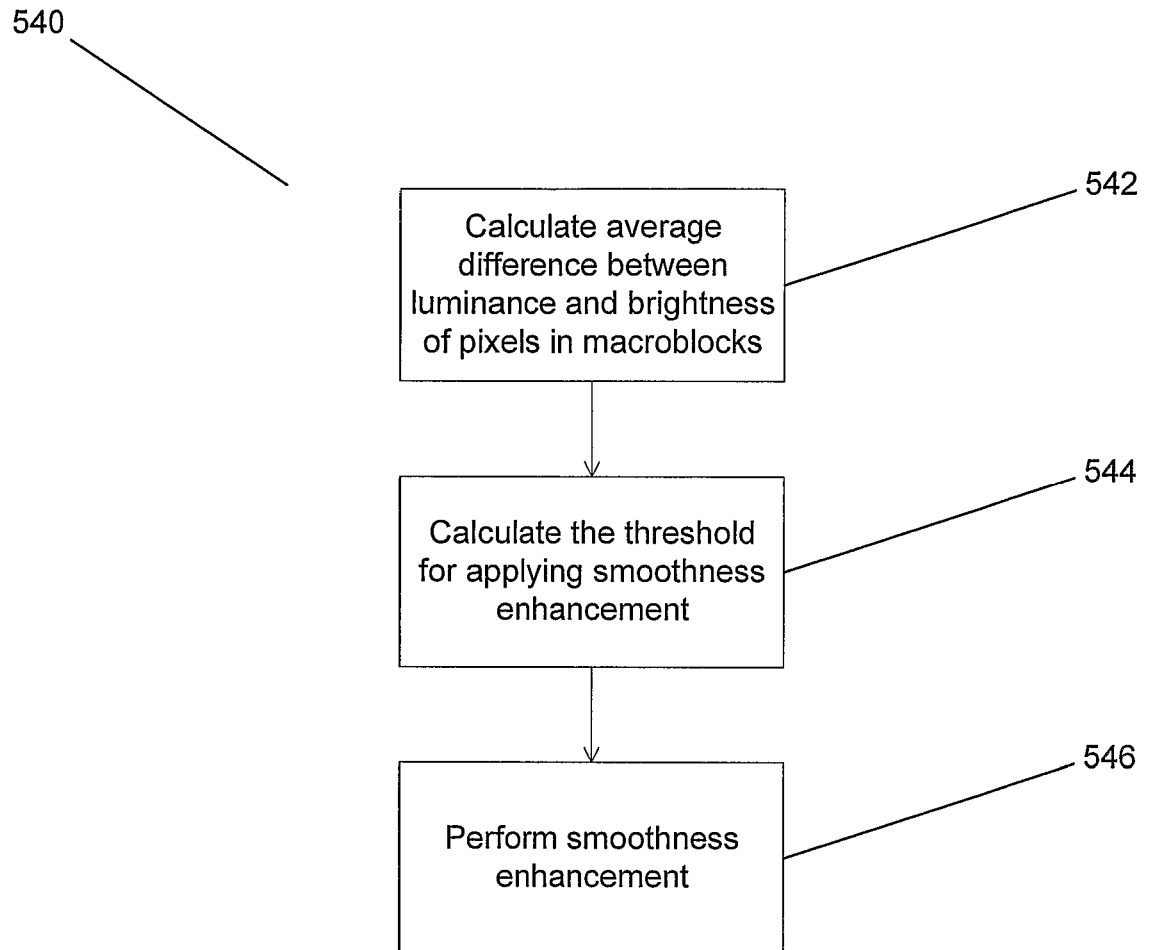 540
542
Calculate average
difference between
luminance and brightness
of pixels in macroblocks
544
Calculate the threshold
for applying smoothness
enhancement
546
Perform smoothness
enhancement